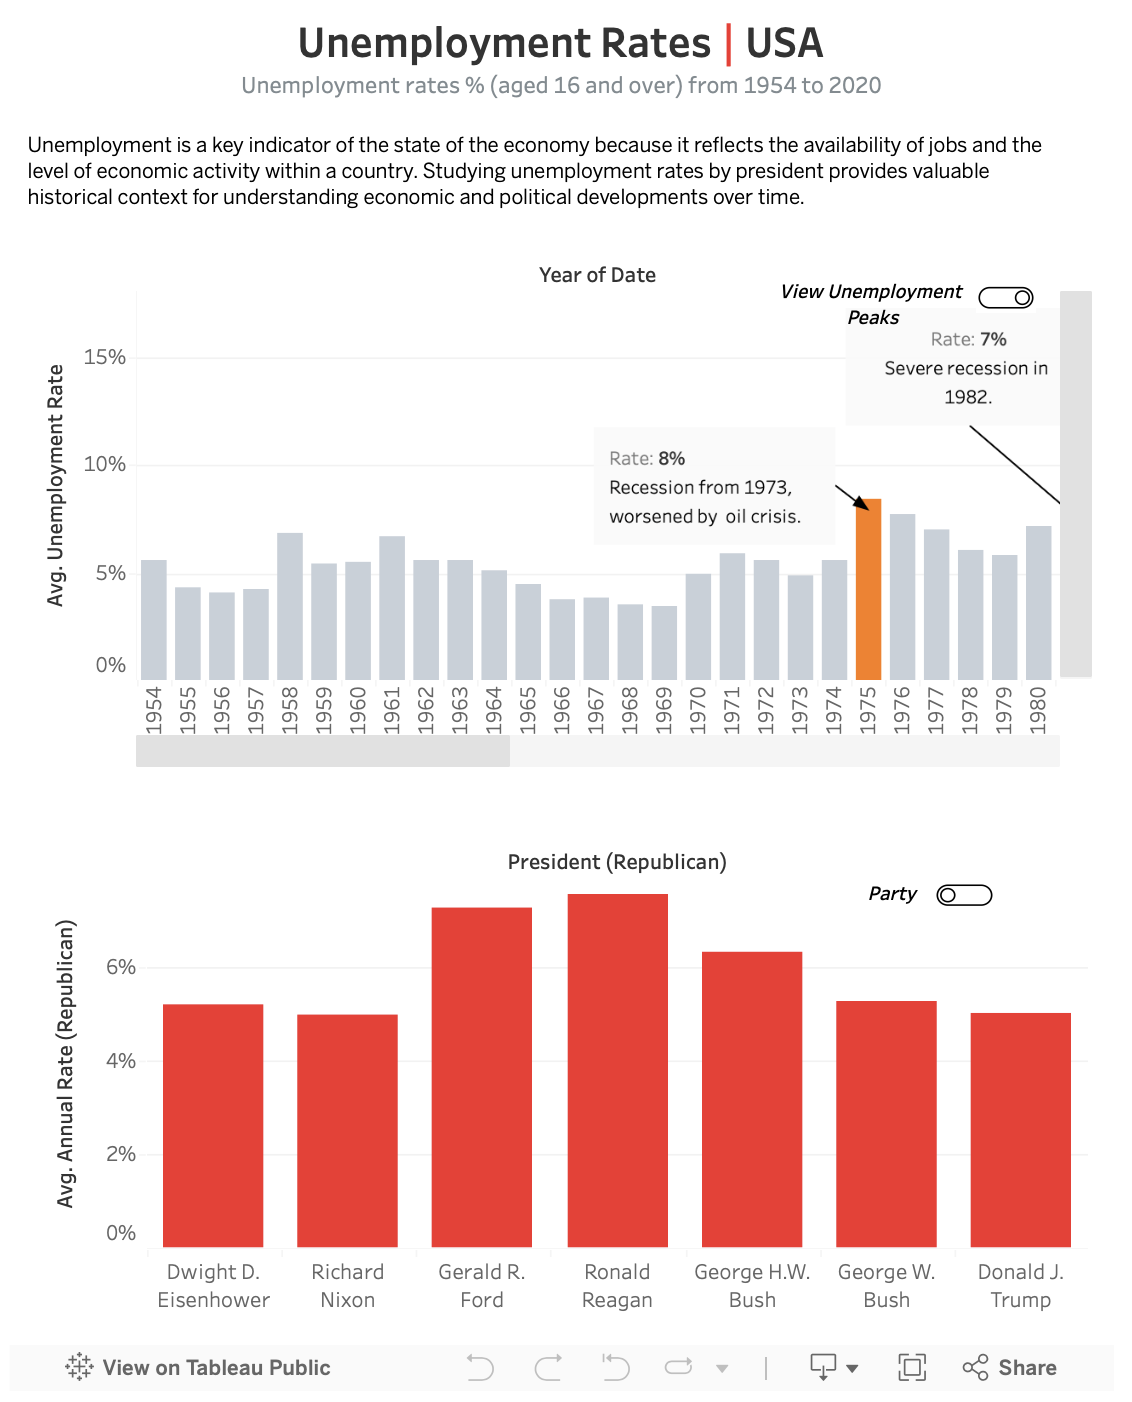 Unemployment Rates | USA
Unemployment rates % (aged 16 and over) from 1954 to 2020
Unemployment is a key indicator of the state of the economy because it reflects the availability of jobs and the
level of economic activity within a country. Studying unemployment rates by president provides valuable
historical context for understanding economic and political developments over time.
Year of Date
View Unemployment
Peaks
Rate: 7%
Severe recession in
1982.
Rate: 8%
Recession from 1973,
worsened by oil crisis.
Avg. Unemployment Rate
15%
10%
5%
0%
1954
1955
1956
1957
1958
1959
1960
1961
1962
1963
1964
1965
1966
1967
1968
1969
1970
1971
1972
1973
1974
1975
1976
1977
1978
1979
1980
President (Republican)
Party
Avg. Annual Rate (Republican)
6%
4%
2%
0%
Dwight D.
Eisenhower
Richard
Nixon
Gerald R.
Ford
Ronald
Reagan
George H.W.
Bush
George W.
Bush
Donald J.
Trump
View on Tableau Public
Share